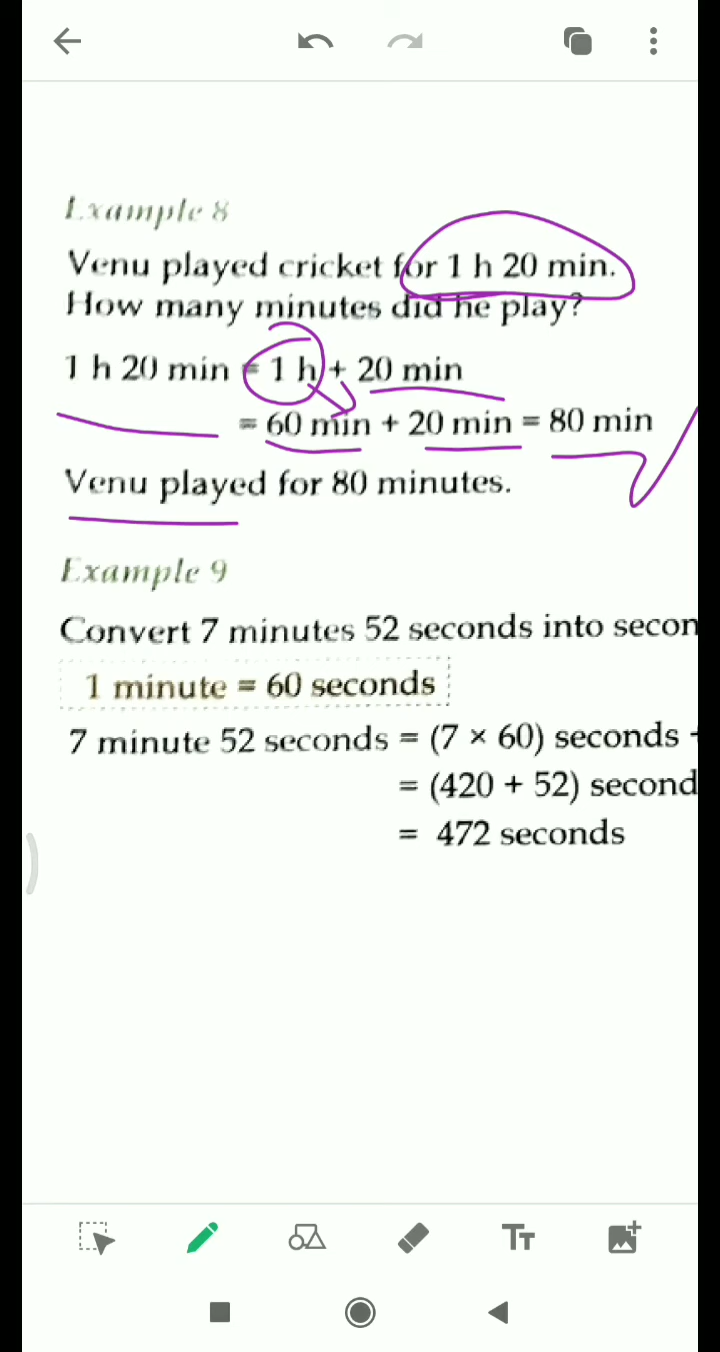 Example 8
Venu played cricket for 1 h 20 min.
How many minutes did he play?
1 h 20 min = 1 h + 20 min
= 60 min + 20 min = 80 min
Venu played for 80 minutes.
Example 9
Convert 7 minutes 52 seconds into secon
1 minute = 60 seconds
7 minute 52 seconds = (7 × 60) seconds +
= (420 + 52) second
= 472 seconds
TT